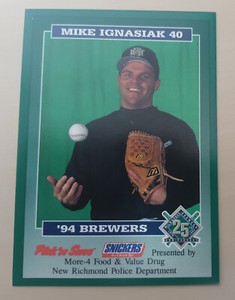 MIKE IGNASIAK 40
'94 BREWERS
25
Pick 'n Save SNICKERS Presented by
More-4 Food & Value Drug
New Richmond Police Department